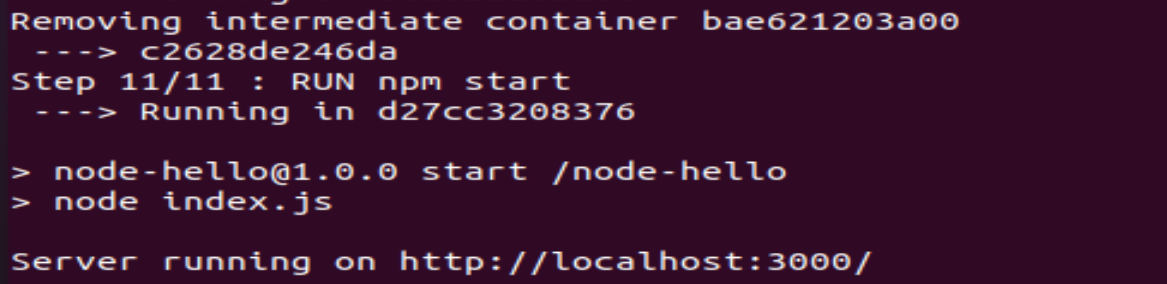 Removing intermediate container bae621203a00
 ---> c2628de246da
Step 11/11 : RUN npm start
 ---> Running in d27cc3208376
> node-hello@1.0.0 start /node-hello
> node index.js
Server running on http://localhost:3000/